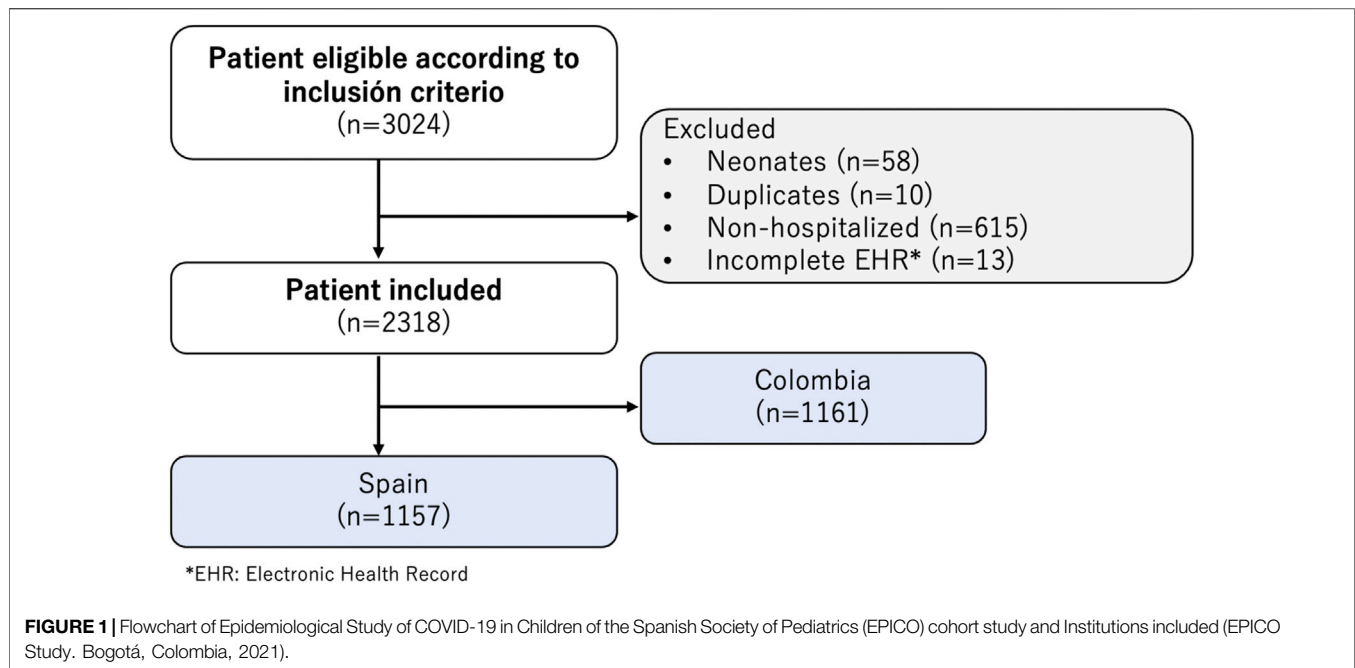 Patient eligible according to
inclusión criterio
(n=3024)
Excluded
• Neonates (n=58)
• Duplicates (n=10)
• Non-hospitalized (n=615)
• Incomplete EHR* (n=13)
Patient included
(n=2318)
Colombia
(n=1161)
Spain
(n=1157)
*EHR: Electronic Health Record
FIGURE 1 | Flowchart of Epidemiological Study of COVID-19 in Children of the Spanish Society of Pediatrics (EPICO) cohort study and Institutions included (EPICO
Study. Bogotá, Colombia, 2021).